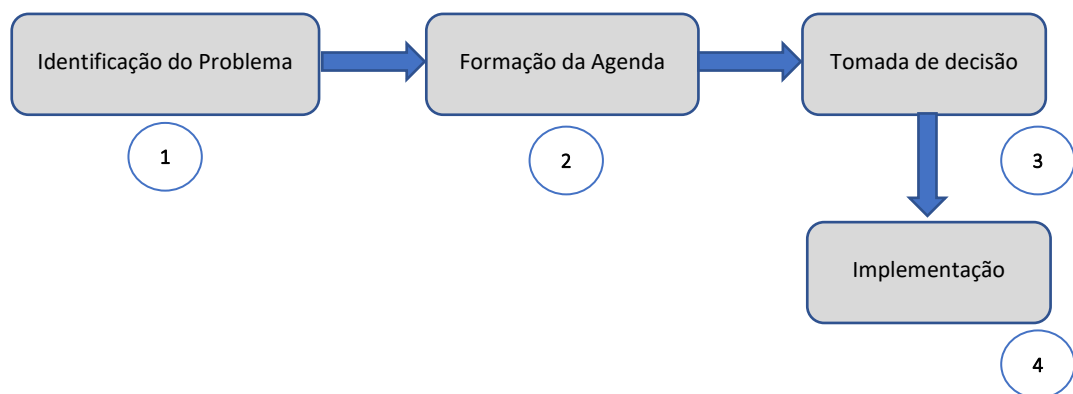 Identificação do Problema
Formação da Agenda
Tomada de decisão
1
2
3
Implementação
4